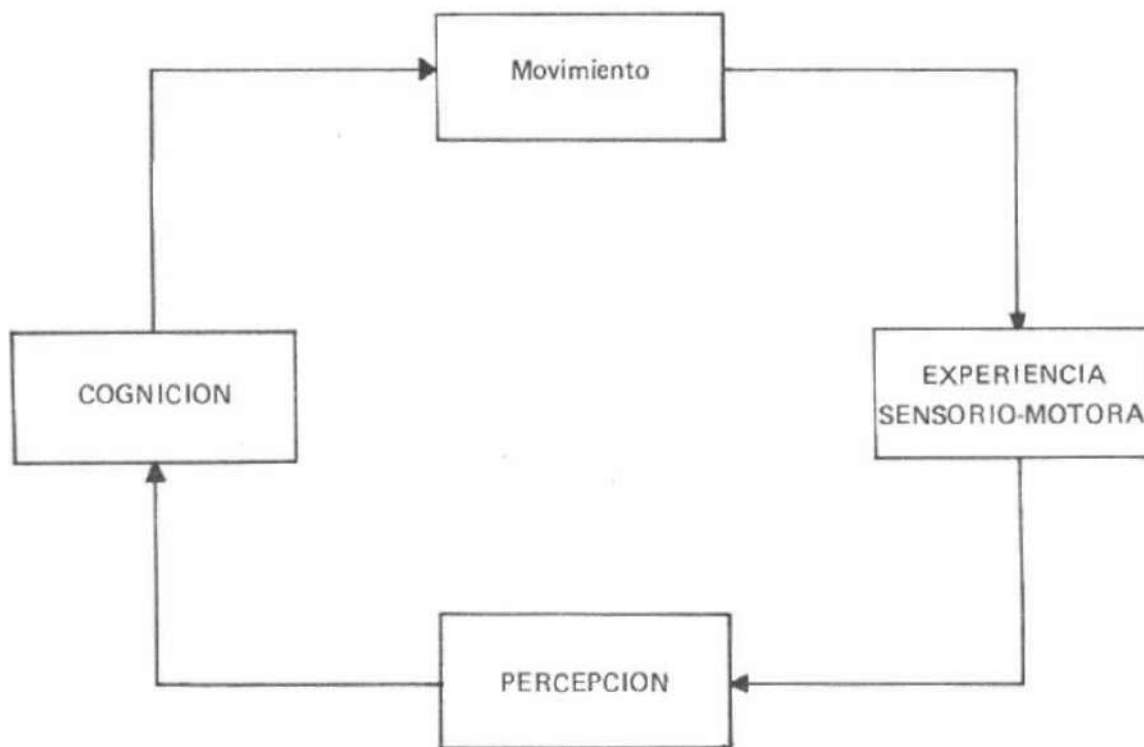 Movimiento
COGNICION
EXPERIENCIA
SENSORIO-MOTORA
PERCEPCION